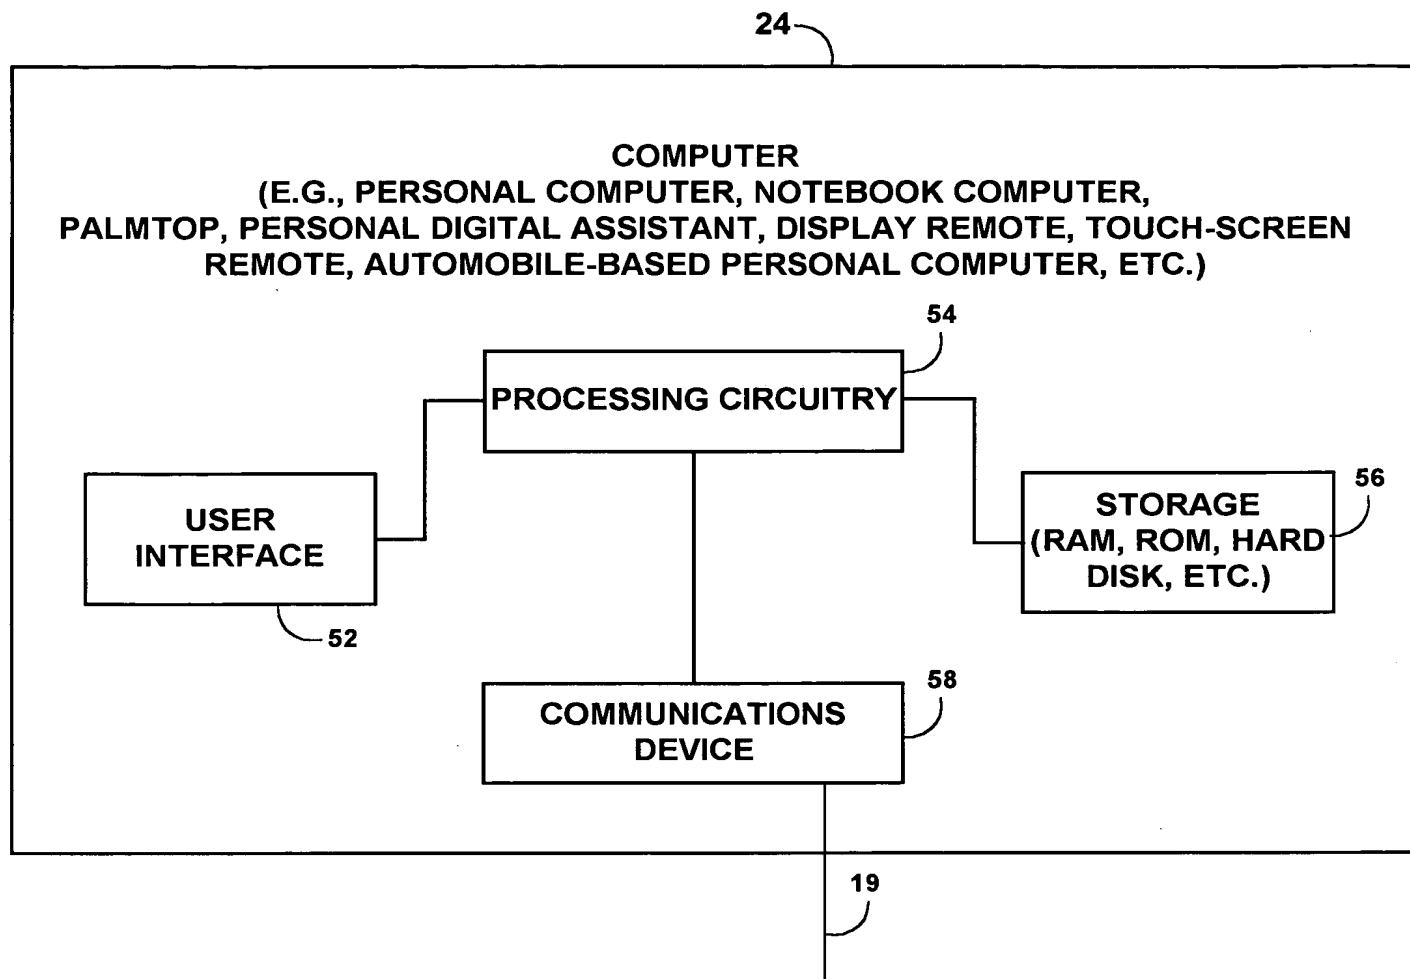 24
COMPUTER
(E.G., PERSONAL COMPUTER, NOTEBOOK COMPUTER,
PALMTOP, PERSONAL DIGITAL ASSISTANT, DISPLAY REMOTE, TOUCH-SCREEN
REMOTE, AUTOMOBILE-BASED PERSONAL COMPUTER, ETC.)
54
PROCESSING CIRCUITRY
USER
INTERFACE
52
56
STORAGE
(RAM, ROM, HARD
DISK, ETC.)
58
COMMUNICATIONS
DEVICE
19